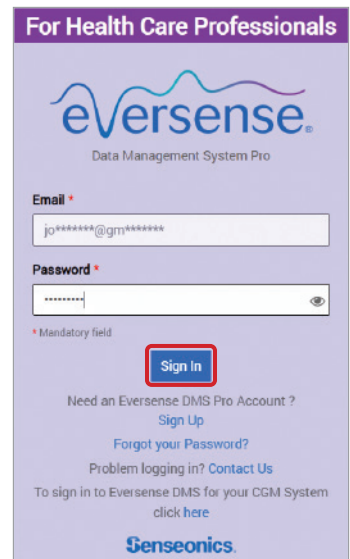 For Health Care Professionals
eversense®
Data Management System Pro
Email *
jo*******@gm*******
Password *
* Mandatory field
Sign In
Need an Eversense DMS Pro Account ?
Sign Up
Forgot your Password?
Problem logging in? Contact Us
To sign in to Eversense DMS for your CGM System
click here
Senseonics.